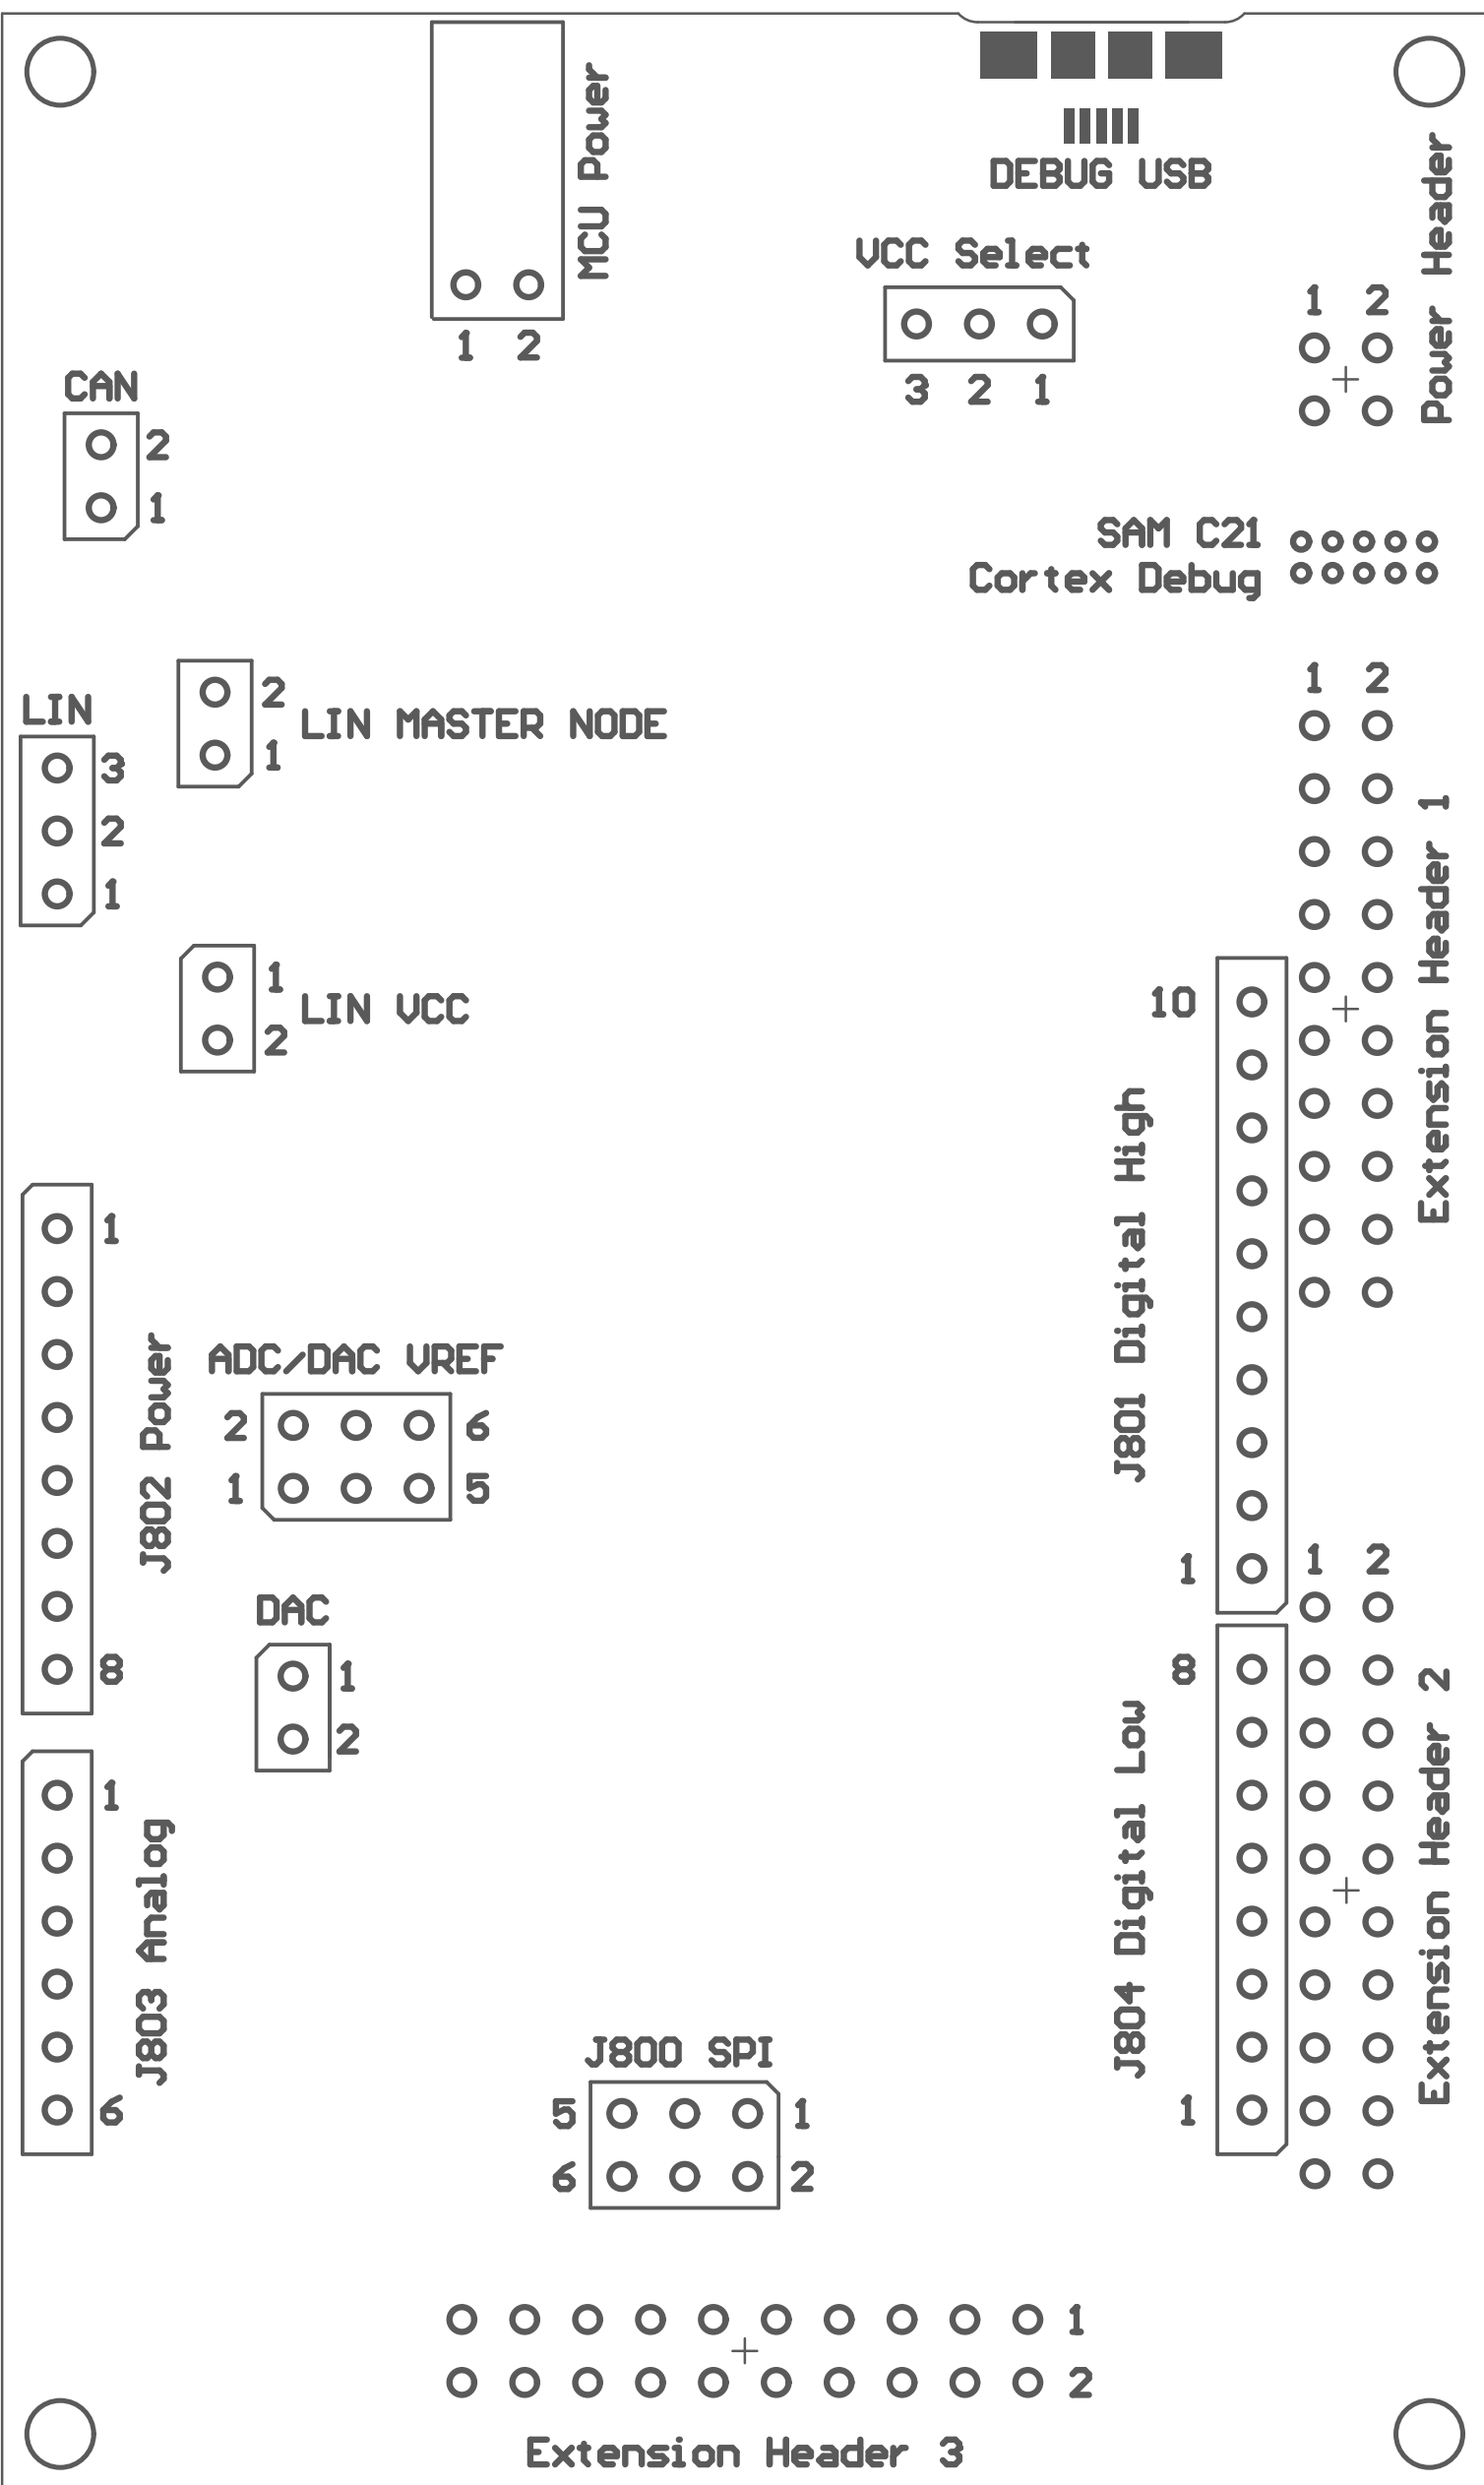 DEBUG USB
MCU Power
1 2
VCC Select
3 2 1
Power Header
1 2
CAN
2
1
SAM C21
Cortex Debug
LIN
3
2
1
2
1
LIN MASTER NODE
1
2
LIN VCC
1 2
Extension Header 1
10
1
J801 Digital High
1
8
J802 Power
ADC/DAC VREF
2 6
1 5
DAC
1
2
1 2
Extension Header 2
8
1
J804 Digital Low
1
6
J803 Analog
J800 SPI
5 1
6 2
1
2
Extension Header 3